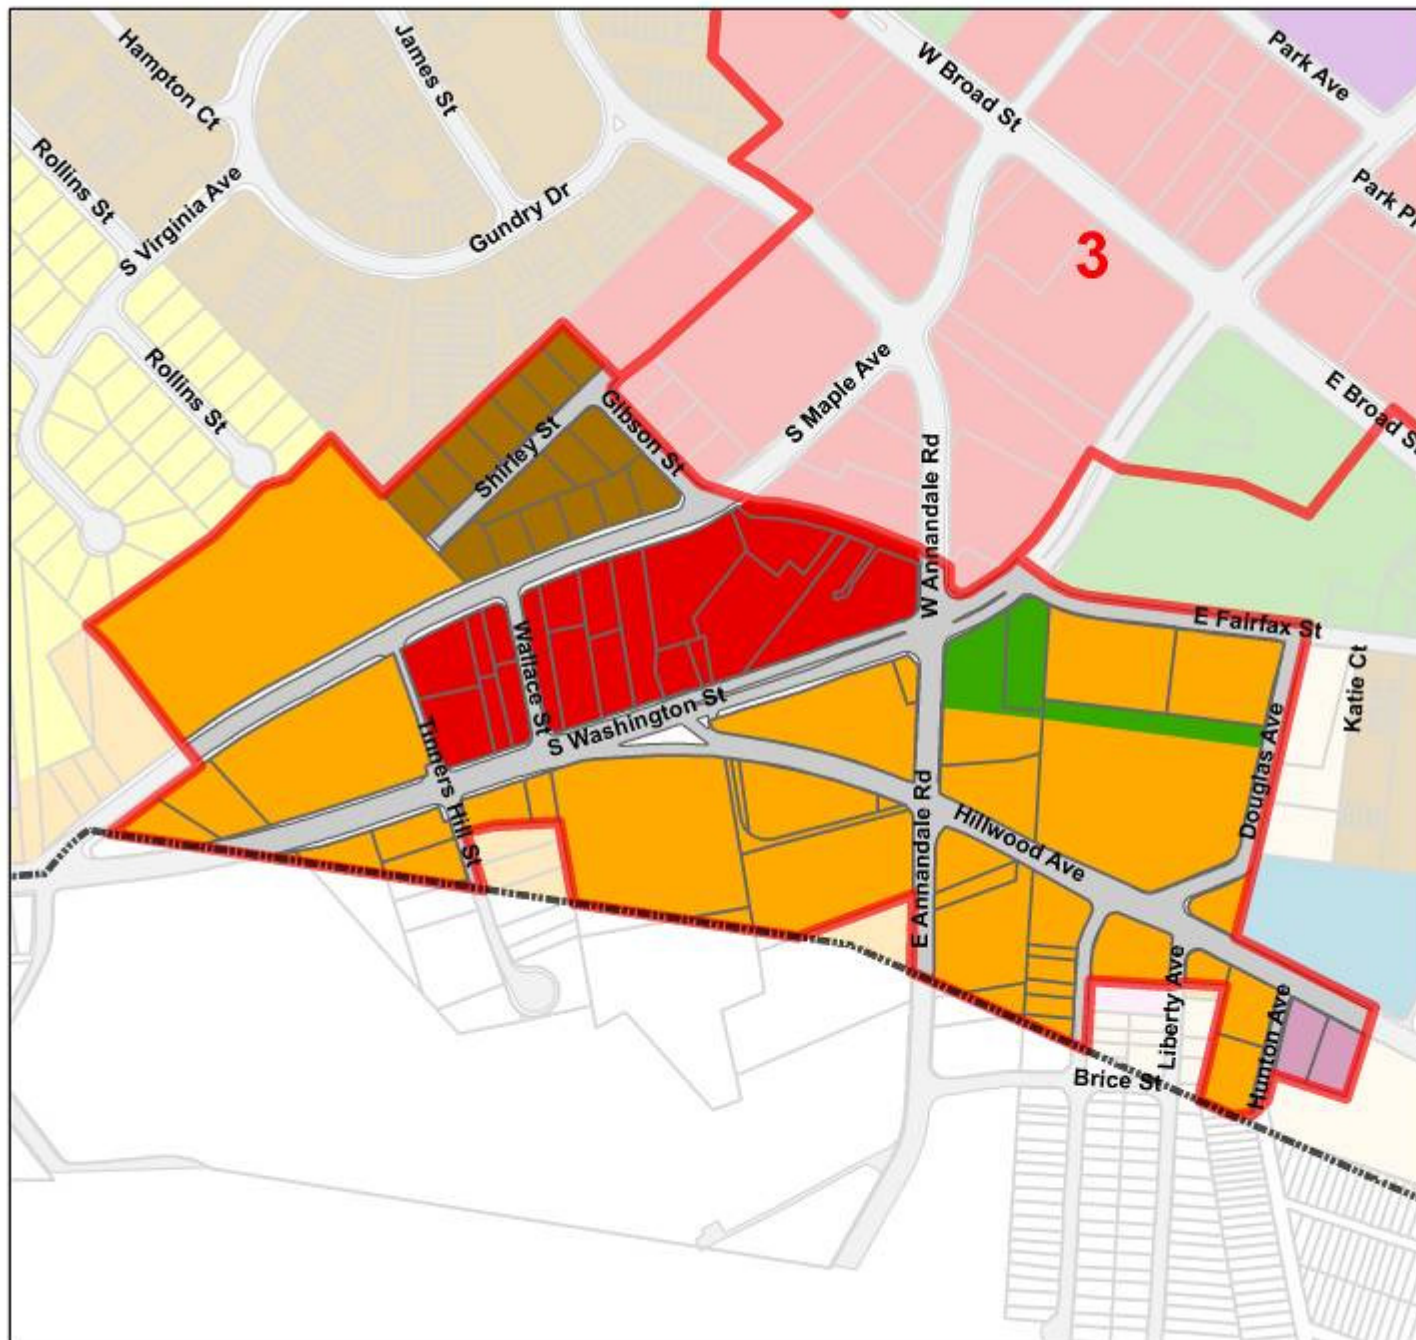 Hampton Ct
James St
W Broad St
Park Ave
Rollins St
S Virginia Ave
Gundry Dr
Park Pl
3
Rollins St
S Maple Ave
E Broad St
Gibson St
Shirley St
W Annandale Rd
E Fairfax St
Katie Ct
Wallace St
S Washington St
Tinners Hill St
Douglas Ave
Hillwood Ave
E Annandale Rd
Liberty Ave
Hunton Ave
Brice St